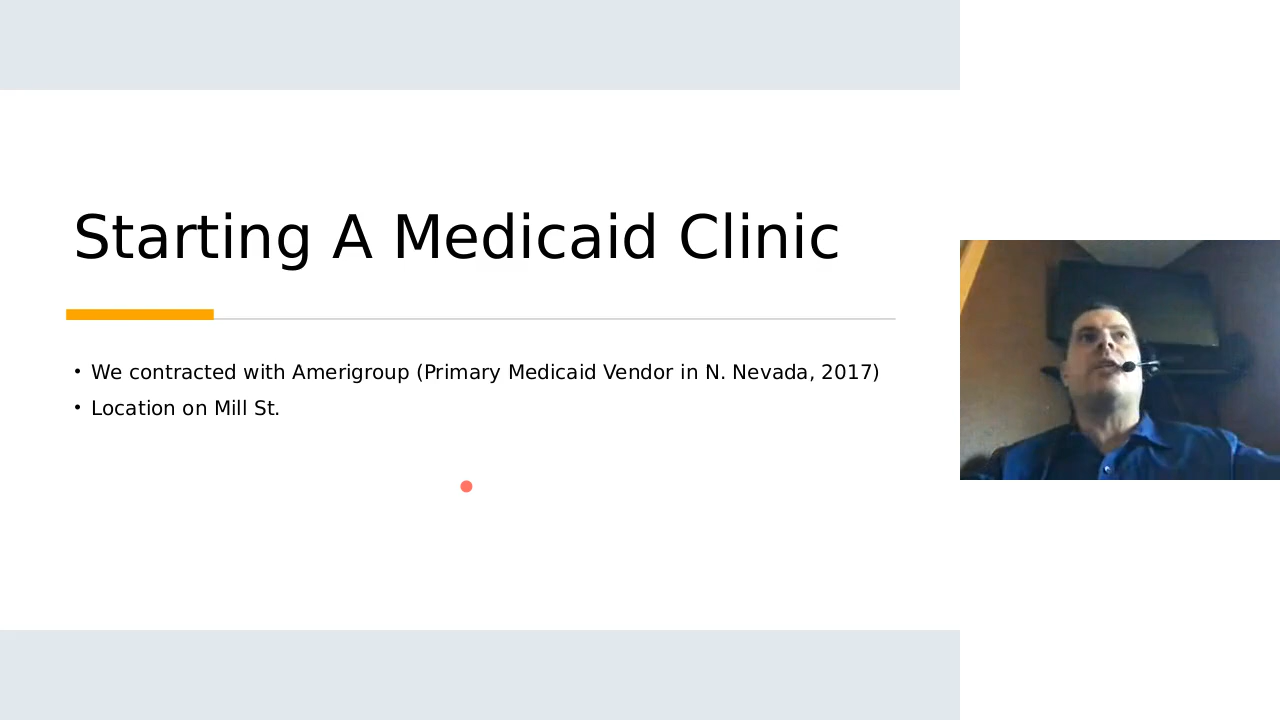 Starting A Medicaid Clinic
• We contracted with Amerigroup (Primary Medicaid Vendor in N. Nevada, 2017)
• Location on Mill St.